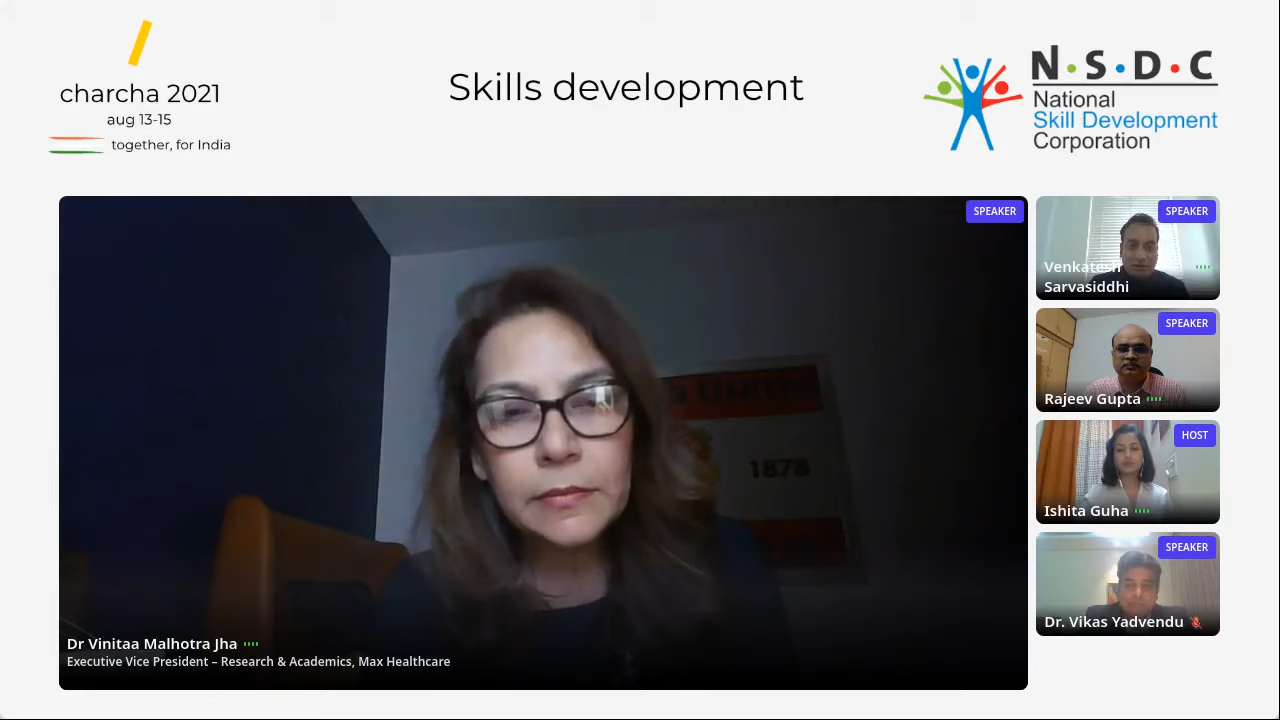 charcha 2021
aug 13-15
together, for India
Skills development
N·S·D·C
National
Skill Development
Corporation
SPEAKER
1878
Dr Vinitaa Malhotra Jha
Executive Vice President – Research & Academics, Max Healthcare
SPEAKER
Venkatesh
Sarvasiddhi
SPEAKER
Rajeev Gupta
HOST
Ishita Guha
SPEAKER
Dr. Vikas Yadvendu